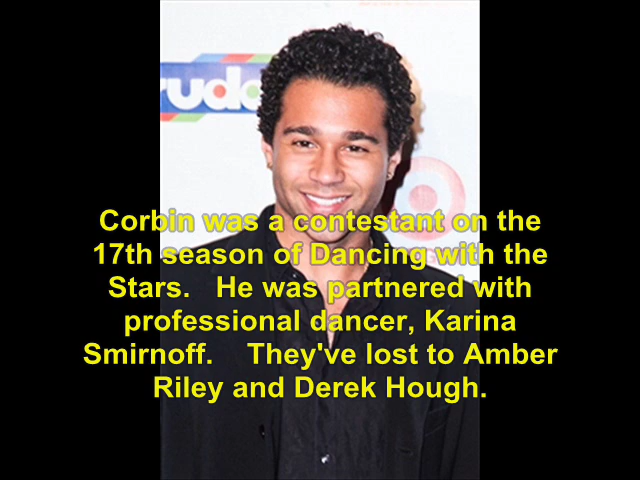 rudd
Corbin was a contestant on the
17th season of Dancing with the
Stars.   He was partnered with
professional dancer, Karina
Smirnoff.    They've lost to Amber
Riley and Derek Hough.